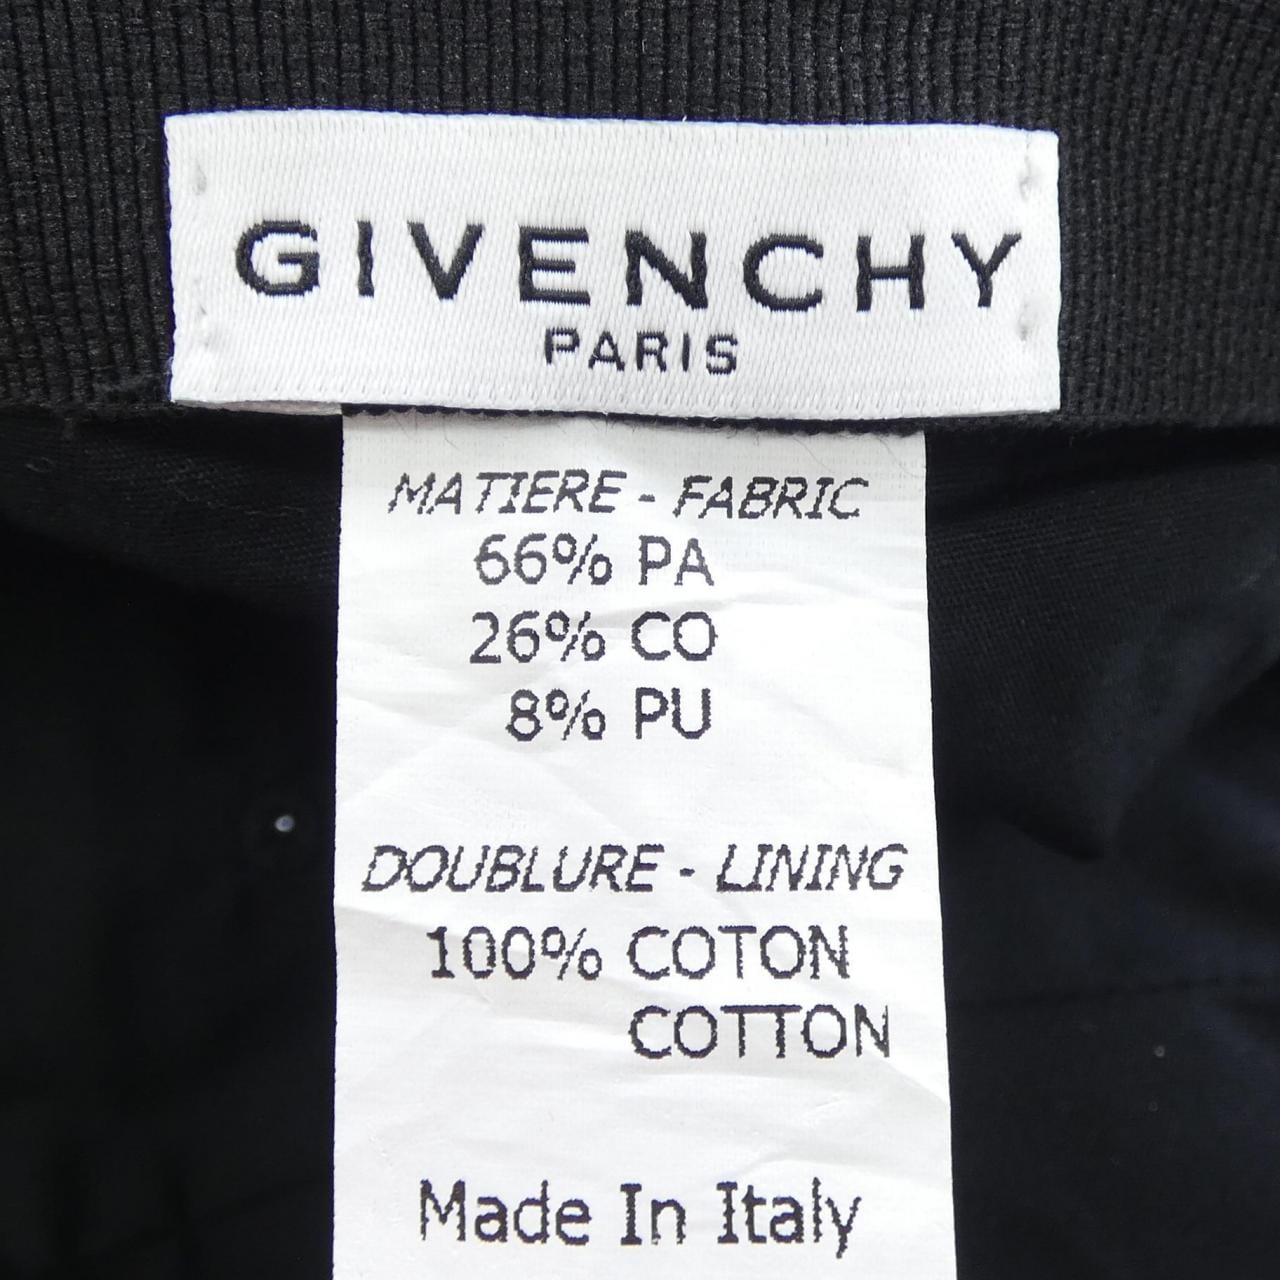 GIVENCHY
PARIS
MATIERE - FABRIC
66% PA
26% CO
8% PU
DOUBLURE - LINING
100% COTON
COTTON
Made In Italy